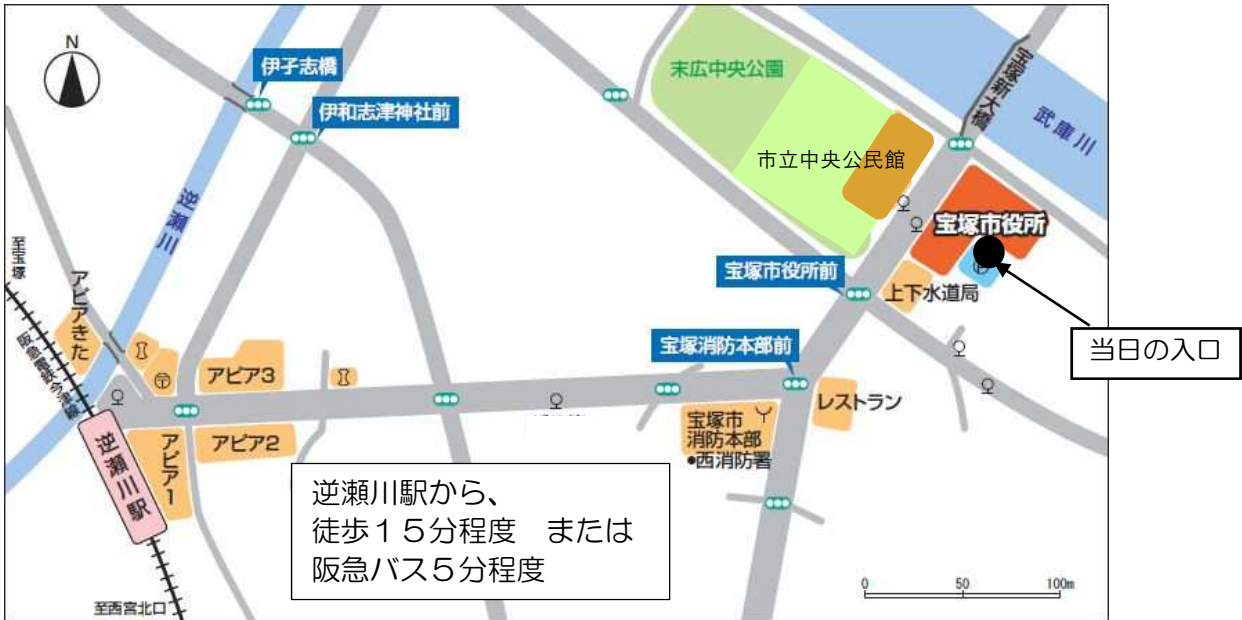 N
伊孑志橋
伊和志津神社前
末広中央公園
宝塚新大橋
武庫川
市立中央公民館
逆瀬川
宝塚市役所
至宝塚
アピアきた
宝塚市役所前
上下水道局
当日の入口
阪急電鉄今津線
宝塚消防本部前
アピア3
レストラン
逆瀬川駅
アピア1
アピア2
宝塚市
消防本部
●西消防署
逆瀬川駅から、
徒歩15分程度　または
阪急バス5分程度
0 50 100m
至西宮北口